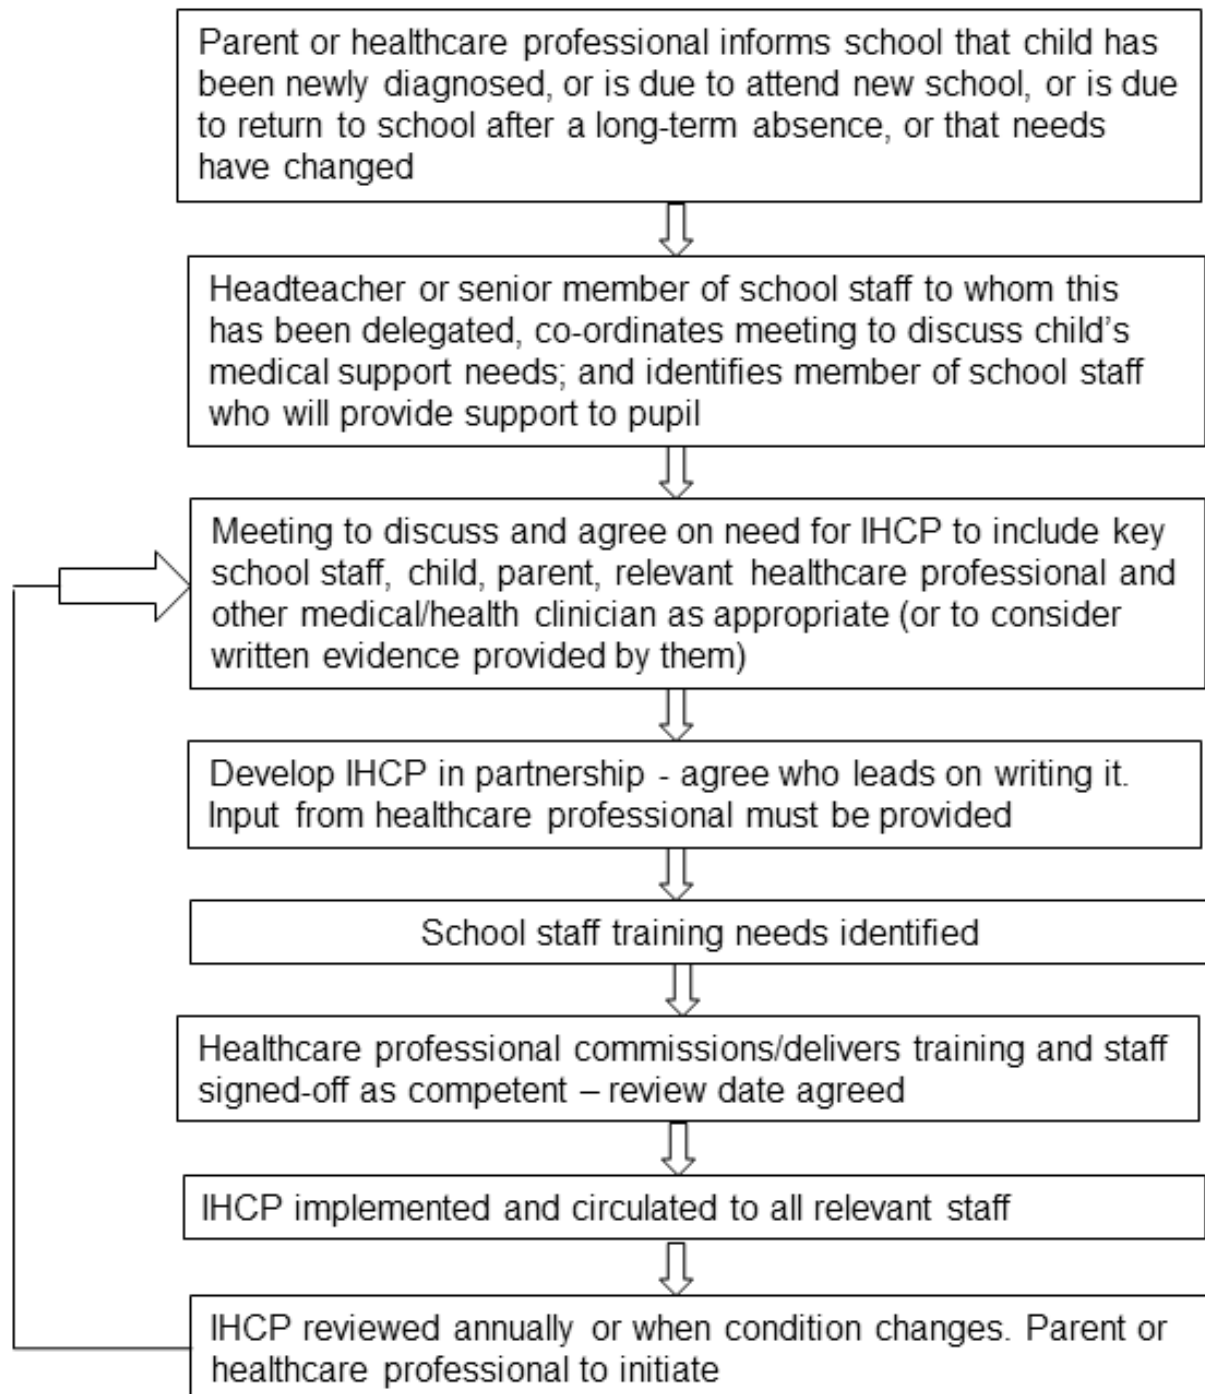 Parent or healthcare professional informs school that child has
been newly diagnosed, or is due to attend new school, or is due
to return to school after a long-term absence, or that needs
have changed
Headteacher or senior member of school staff to whom this
has been delegated, co-ordinates meeting to discuss child’s
medical support needs; and identifies member of school staff
who will provide support to pupil
Meeting to discuss and agree on need for IHCP to include key
school staff, child, parent, relevant healthcare professional and
other medical/health clinician as appropriate (or to consider
written evidence provided by them)
Develop IHCP in partnership - agree who leads on writing it.
Input from healthcare professional must be provided
School staff training needs identified
Healthcare professional commissions/delivers training and staff
signed-off as competent – review date agreed
IHCP implemented and circulated to all relevant staff
IHCP reviewed annually or when condition changes. Parent or
healthcare professional to initiate